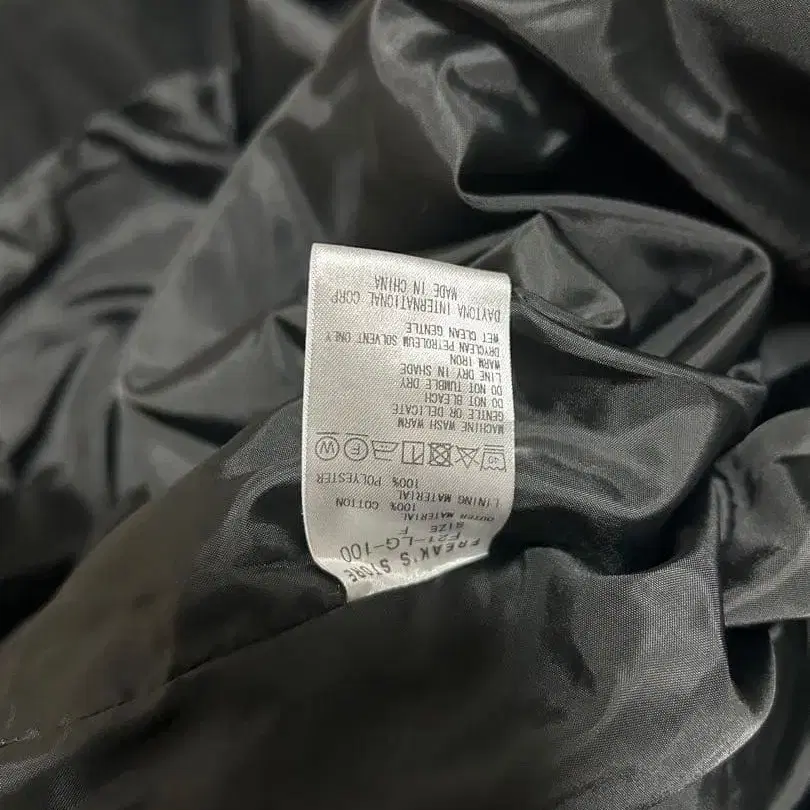 FREAK'S STORE
F21-LG-100
SIZE F
OUTER MATERIAL
100% COTTON
LINING MATERIAL
100% POLYESTER
40 F W
MACHINE WASH WARM
GENTLE OR DELICATE
DO NOT BLEACH
DO NOT TUMBLE DRY
LINE DRY IN SHADE
WARM IRON
DRYCLEAN PETROLEUM SOLVENT ONLY
WET CLEAN GENTLE
DAYTONA INTERNATIONAL CORP
MADE IN CHINA